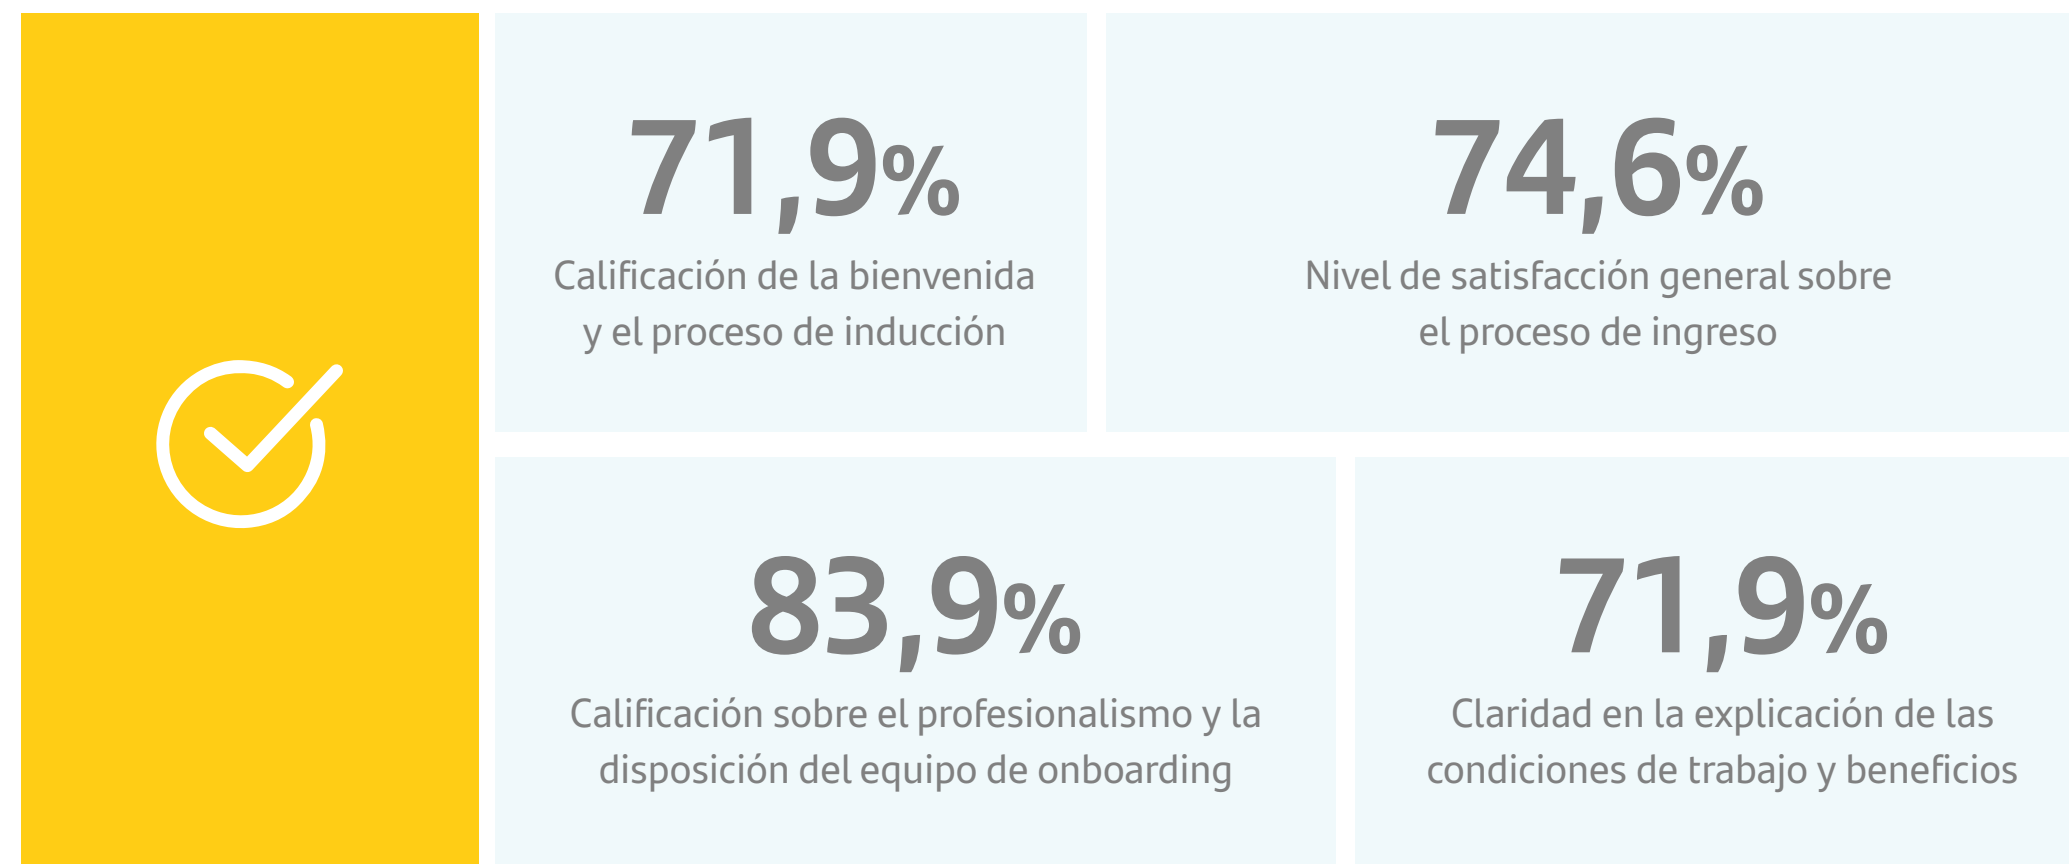 71,9%
Calificación de la bienvenida
y el proceso de inducción
74,6%
Nivel de satisfacción general sobre
el proceso de ingreso
83,9%
Calificación sobre el profesionalismo y la
disposición del equipo de onboarding
71,9%
Claridad en la explicación de las
condiciones de trabajo y beneficios